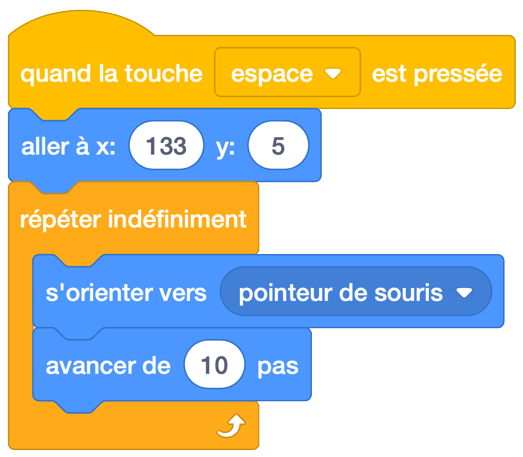 quand la touche espace est pressée
aller à x: 133 y: 5
répéter indéfiniment
s'orienter vers pointeur de souris
avancer de 10 pas